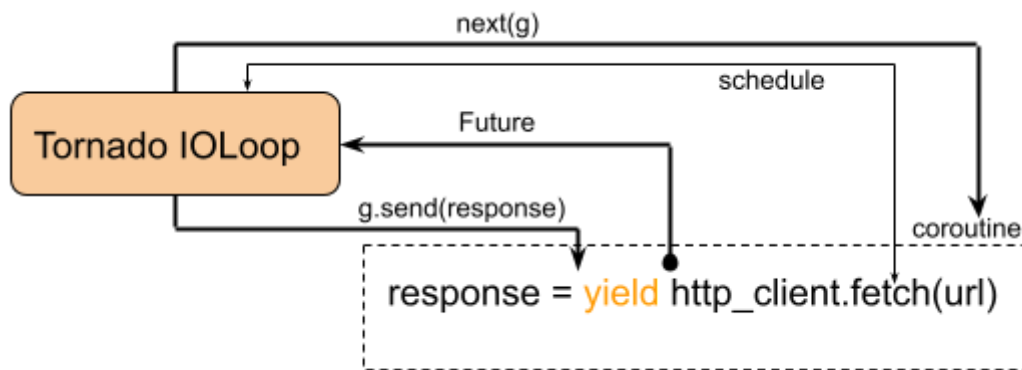 next(g)
schedule
Future
Tornado IOLoop
g.send(response)
coroutine
response = yield http_client.fetch(url)